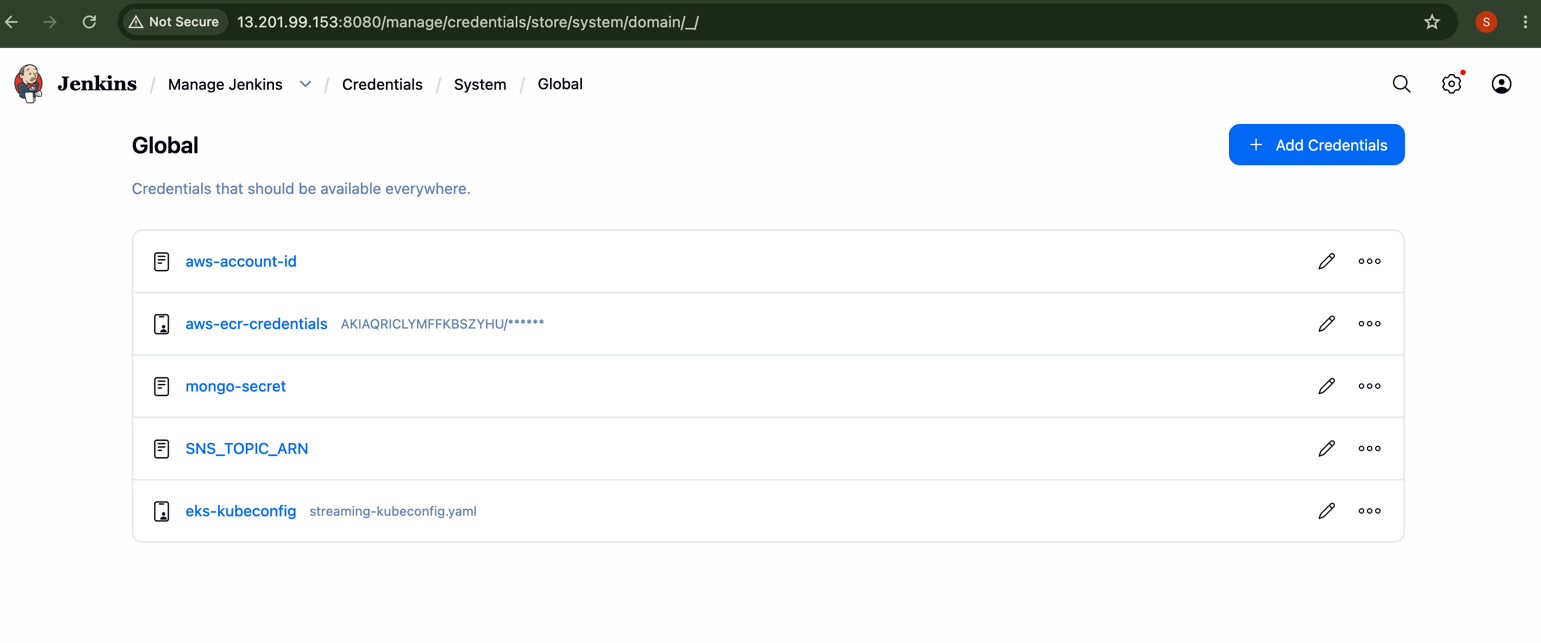 Not Secure 13.201.99.153:8080/manage/credentials/store/system/domain/_/ S
Jenkins / Manage Jenkins / Credentials / System / Global
Global
+ Add Credentials
Credentials that should be available everywhere.
aws-account-id
aws-ecr-credentials AKIAQRICLYMFFKBSZYHU/******
mongo-secret
SNS_TOPIC_ARN
eks-kubeconfig streaming-kubeconfig.yaml